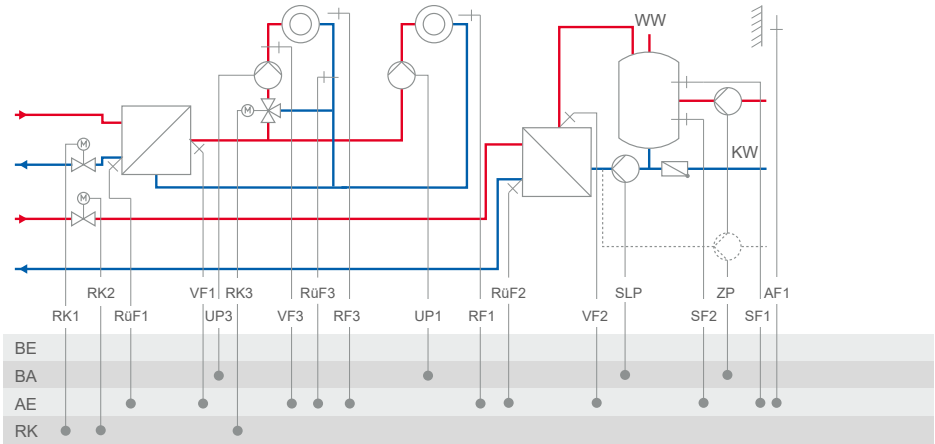 WW
M
KW
M
M
RK2 VF1 RK3 RüF3 RüF2 SLP ZP AF1
RK1 RüF1 UP3 VF3 RF3 UP1 RF1 VF2 SF2 SF1
BE
BA
AE
RK